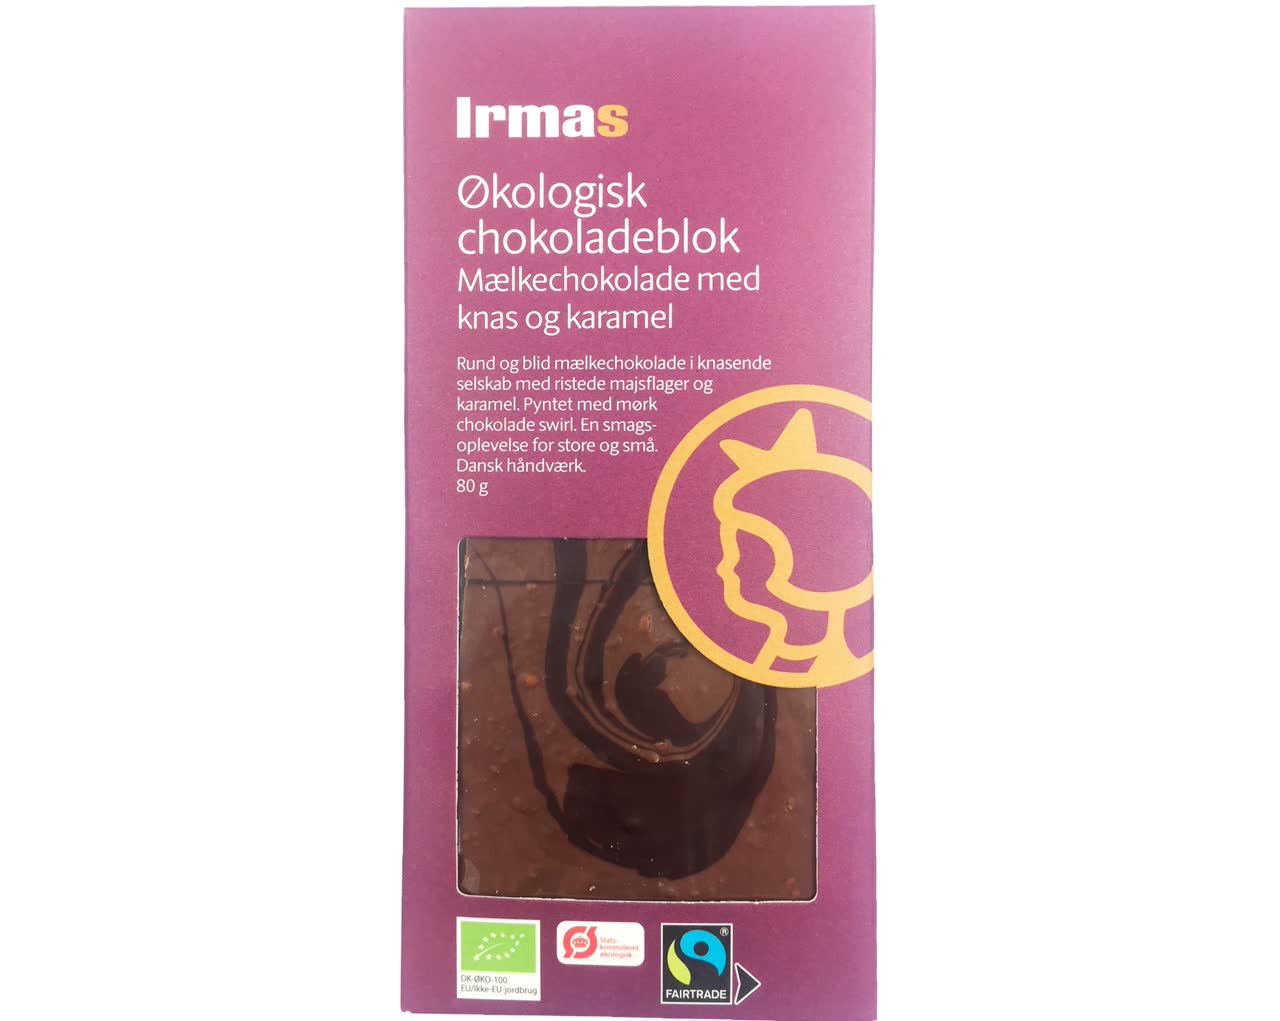 Irmas
Økologisk
chokoladeblok
Mælkechokolade med
knas og karamel
Rund og blid mælkechokolade i knasende
selskab med ristede majsflager og
karamel. Pyntet med mørk
chokolade swirl. En smags-
oplevelse for store og små.
Dansk håndværk.
80 g
DK-ØKO-100
EU/Ikke-EU-jordbrug
Ø
Stats-
kontrolleret
økologisk
®
FAIRTRADE